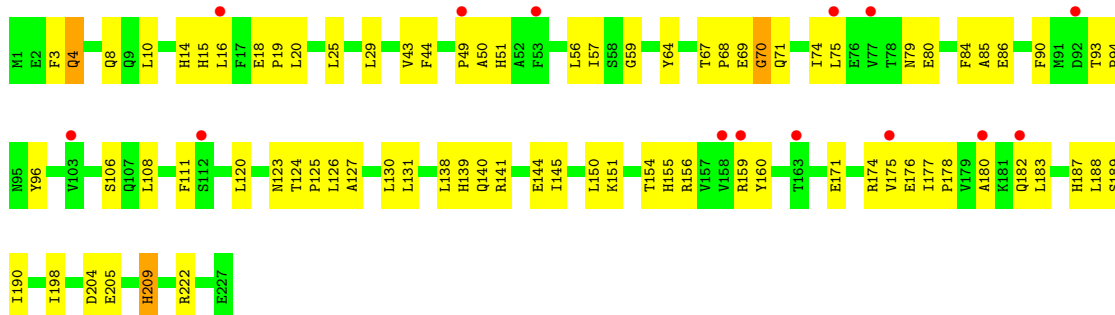 M1 E2 F3 Q4 Q8 Q9 L10 H14 H15 L16 F17 E18 P19 L20 L25 L29 V43 F44 P49 A50 H51 A52 F53 L56 I57 S58 G59 Y64 T67 P68 E69 G70 Q71 I74 L75 E76 V77 T78 N79 E80 F84 A85 E86 F90 M91 D92 T93
N95 Y96 V103 S106 Q107 L108 F111 S112 L120 N123 T124 P125 L126 A127 L130 L131 L138 H139 Q140 R141 E144 I145 L150 K151 T154 H155 R156 V157 V158 R159 Y160 T163 E171 R174 V175 E176 I177 P178 V179 A180 K181 Q182 L183 H187 L188
I190 I198 D204 E205 H209 R222 E227